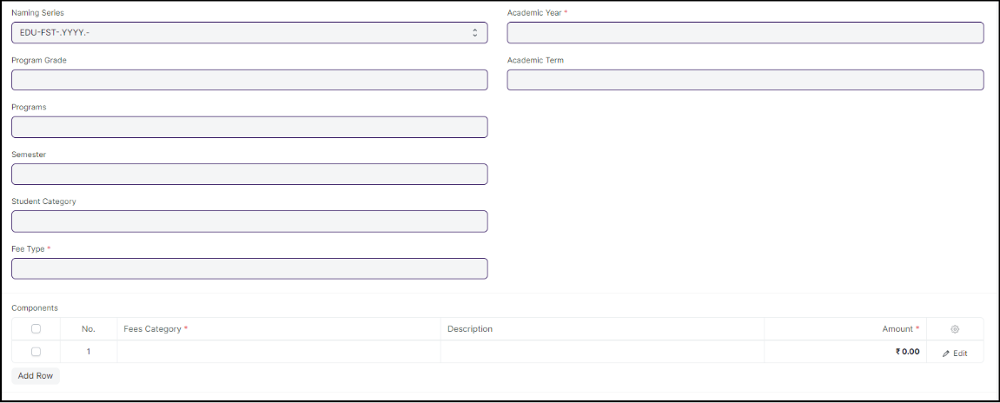 Naming Series
EDU-FST-.YYYY.-
Program Grade
Programs
Semester
Student Category
Fee Type *
Academic Year *
Academic Term
Components
No. Fees Category * Description Amount *
1 ₹ 0.00 Edit
Add Row